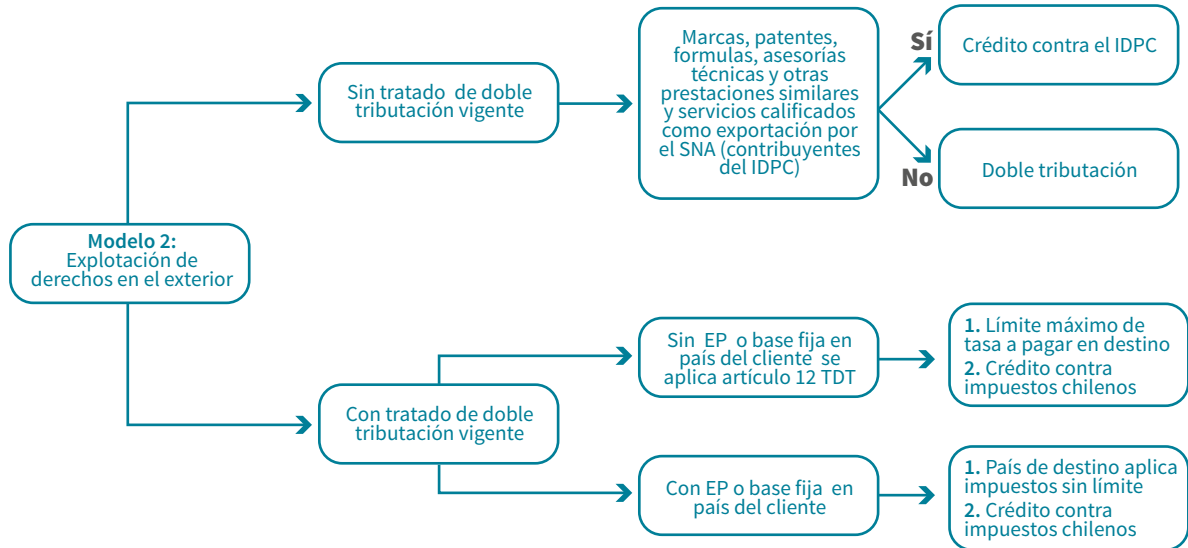 Modelo 2:
Explotación de
derechos en el exterior
Sin tratado de doble
tributación vigente
Marcas, patentes,
formulas, asesorías
técnicas y otras
prestaciones similares
y servicios calificados
como exportación por
el SNA (contribuyentes
del IDPC)
Sí
Crédito contra el IDPC
No
Doble tributación
Con tratado de doble
tributación vigente
Sin EP o base fija en
país del cliente se
aplica artículo 12 TDT
1. Límite máximo de
tasa a pagar en destino
2. Crédito contra
impuestos chilenos
Con EP o base fija en
país del cliente
1. País de destino aplica
impuestos sin límite
2. Crédito contra
impuestos chilenos